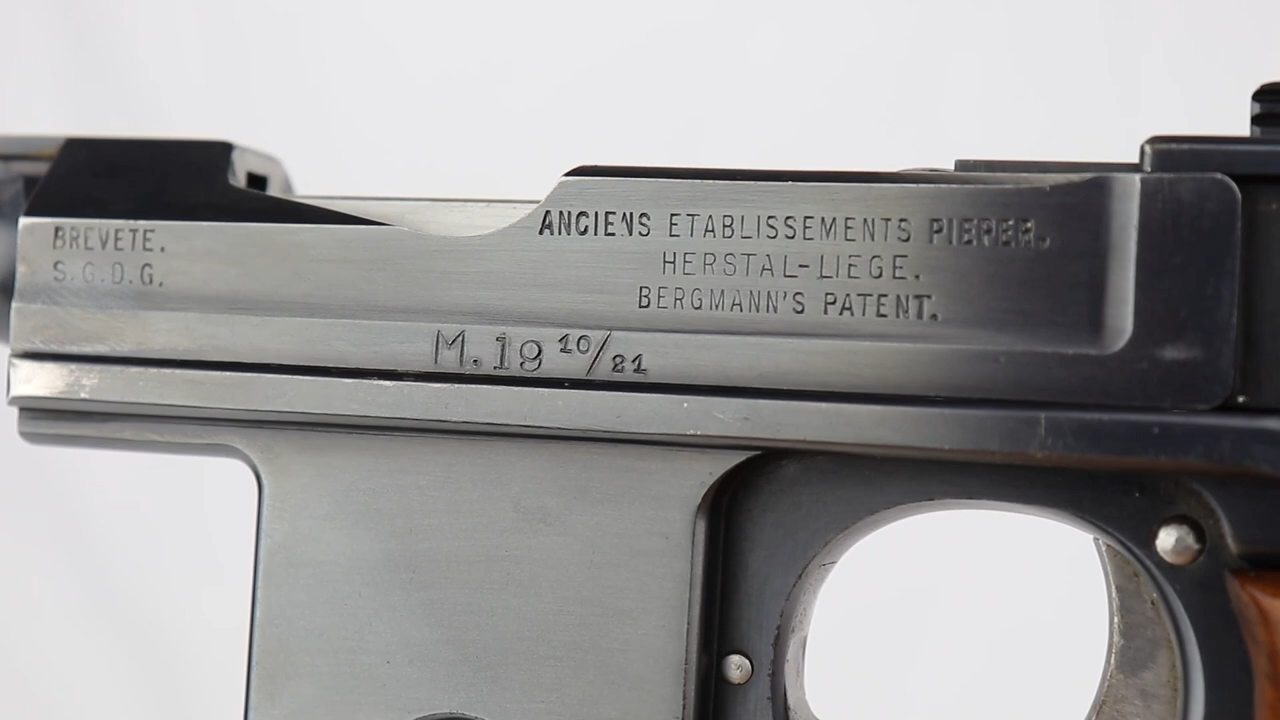 BREVETE.
S.G.D.G.
ANCIENS ETABLISSEMENTS PIEPER.
HERSTAL-LIEGE.
BERGMANN'S PATENT.
M.19 10/21